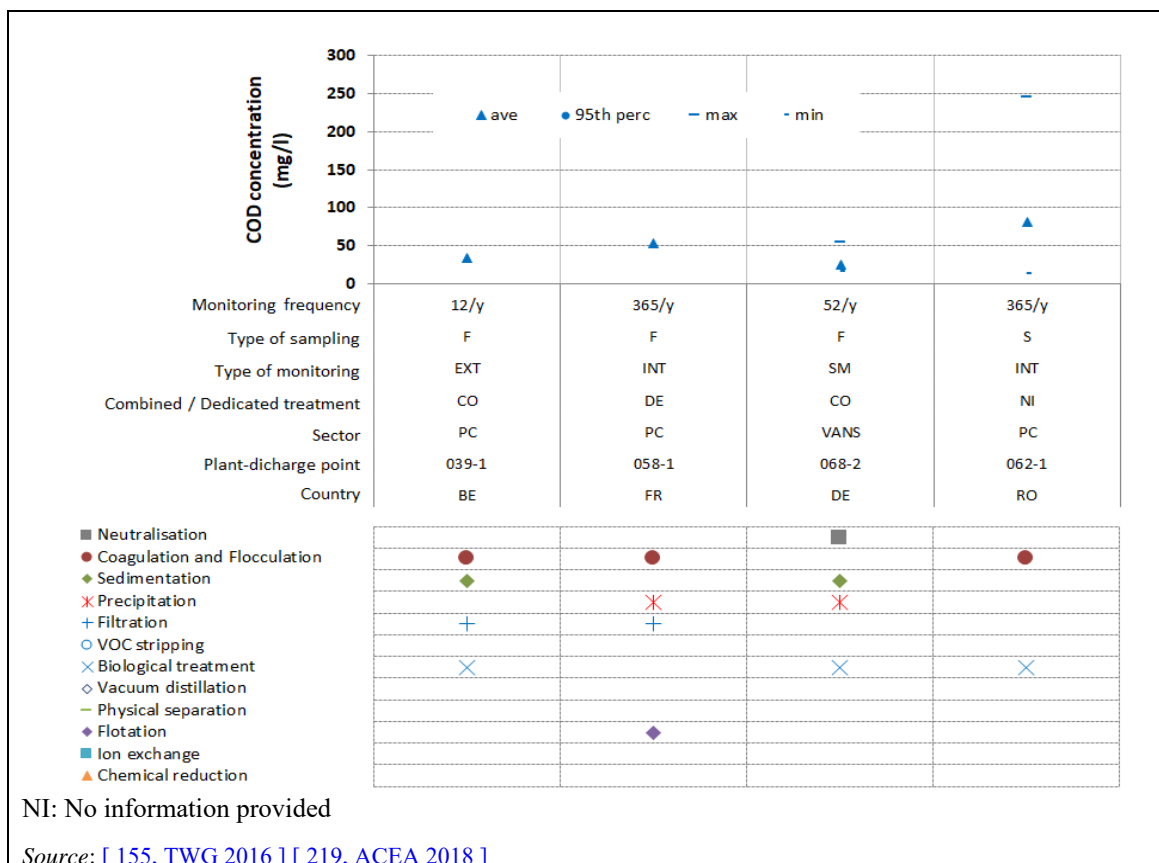 300
250
200
150
100
50
0
COD concentration
(mg/l)
ave 95th perc max min
Monitoring frequency 12/y 365/y 52/y 365/y
Type of sampling F F F S
Type of monitoring EXT INT SM INT
Combined / Dedicated treatment CO DE CO NI
Sector PC PC VANS PC
Plant-dicharge point 039-1 058-1 068-2 062-1
Country BE FR DE RO
Neutralisation
Coagulation and Flocculation
Sedimentation
Precipitation
Filtration
VOC stripping
Biological treatment
Vacuum distillation
Physical separation
Flotation
Ion exchange
Chemical reduction
NI: No information provided
Source: [ 155, TWG 2016 ] [ 219, ACEA 2018 ]